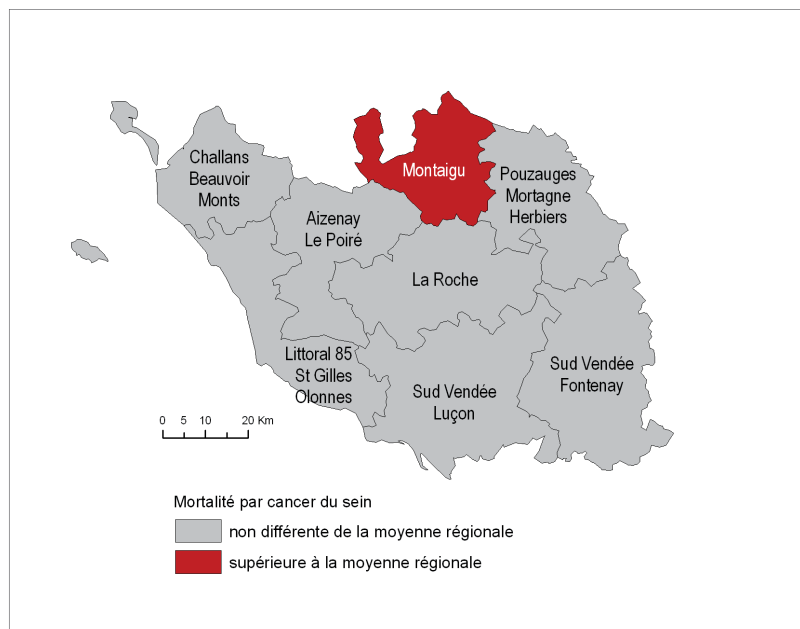 Challans
Beauvoir
Monts
Montaigu
Pouzauges
Mortagne
Herbiers
Aizenay
Le Poiré
La Roche
Littoral 85
St Gilles
Olonnes
Sud Vendée
Luçon
Sud Vendée
Fontenay
0 5 10 20 Km
Mortalité par cancer du sein
non différente de la moyenne régionale
supérieure à la moyenne régionale